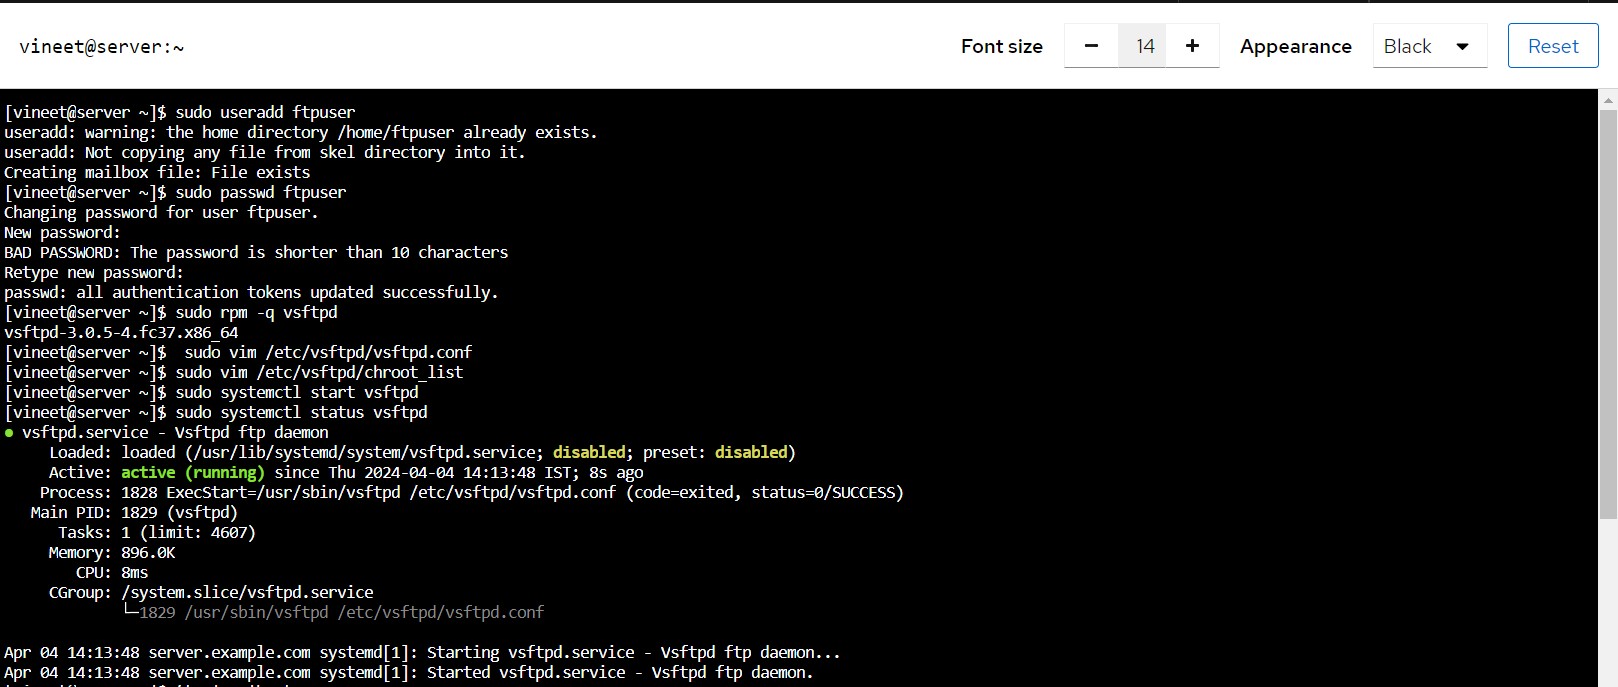 vineet@server:~
Font size − 14 + Appearance Black Reset
[vineet@server ~]$ sudo useradd ftpuser
useradd: warning: the home directory /home/ftpuser already exists.
useradd: Not copying any file from skel directory into it.
Creating mailbox file: File exists
[vineet@server ~]$ sudo passwd ftpuser
Changing password for user ftpuser.
New password:
BAD PASSWORD: The password is shorter than 10 characters
Retype new password:
passwd: all authentication tokens updated successfully.
[vineet@server ~]$ sudo rpm -q vsftpd
vsftpd-3.0.5-4.fc37.x86_64
[vineet@server ~]$  sudo vim /etc/vsftpd/vsftpd.conf
[vineet@server ~]$ sudo vim /etc/vsftpd/chroot_list
[vineet@server ~]$ sudo systemctl start vsftpd
[vineet@server ~]$ sudo systemctl status vsftpd
● vsftpd.service - Vsftpd ftp daemon
     Loaded: loaded (/usr/lib/systemd/system/vsftpd.service; disabled; preset: disabled)
     Active: active (running) since Thu 2024-04-04 14:13:48 IST; 8s ago
    Process: 1828 ExecStart=/usr/sbin/vsftpd /etc/vsftpd/vsftpd.conf (code=exited, status=0/SUCCESS)
   Main PID: 1829 (vsftpd)
      Tasks: 1 (limit: 4607)
     Memory: 896.0K
        CPU: 8ms
     CGroup: /system.slice/vsftpd.service
             └─1829 /usr/sbin/vsftpd /etc/vsftpd/vsftpd.conf
Apr 04 14:13:48 server.example.com systemd[1]: Starting vsftpd.service - Vsftpd ftp daemon...
Apr 04 14:13:48 server.example.com systemd[1]: Started vsftpd.service - Vsftpd ftp daemon.